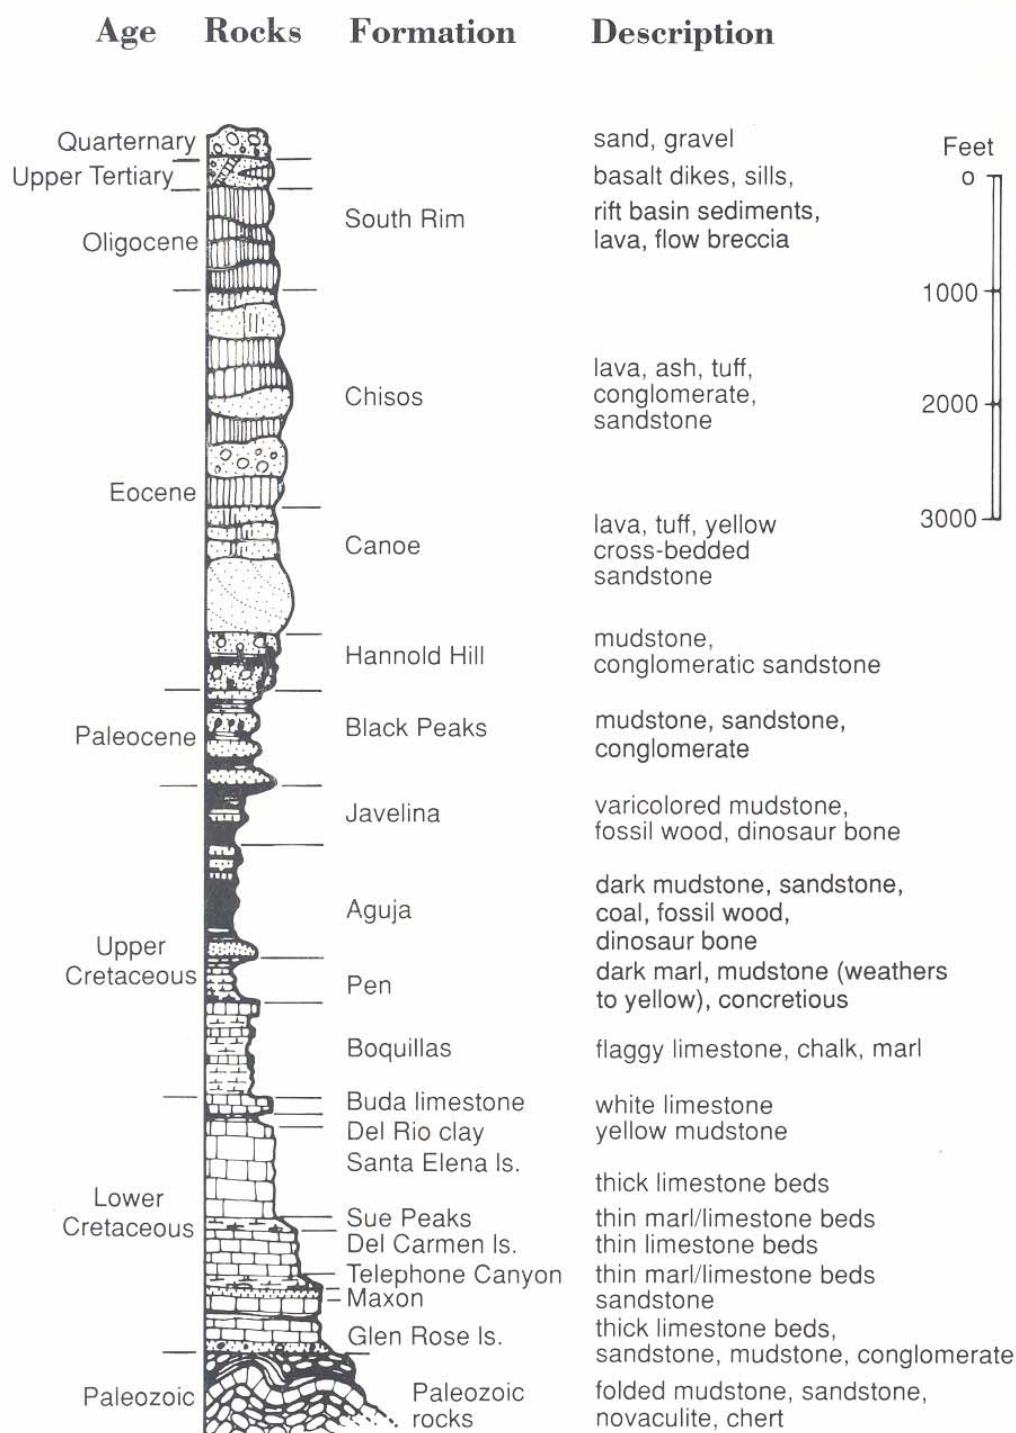 Age Rocks Formation Description
Quarternary
sand, gravel
Feet
Upper Tertiary
basalt dikes, sills,
0
South Rim
rift basin sediments,
Oligocene
lava, flow breccia
1000
Chisos
lava, ash, tuff,
conglomerate,
sandstone
2000
Eocene
3000
Canoe
lava, tuff, yellow
cross-bedded
sandstone
Hannold Hill
mudstone,
conglomeratic sandstone
Paleocene
Black Peaks
mudstone, sandstone,
conglomerate
Javelina
varicolored mudstone,
fossil wood, dinosaur bone
Aguja
dark mudstone, sandstone,
coal, fossil wood,
dinosaur bone
Upper
Cretaceous
Pen
dark marl, mudstone (weathers
to yellow), concretious
Boquillas
flaggy limestone, chalk, marl
Buda limestone
white limestone
Del Rio clay
yellow mudstone
Santa Elena ls.
thick limestone beds
Lower
Cretaceous
Sue Peaks
thin marl/limestone beds
Del Carmen ls.
thin limestone beds
Telephone Canyon
thin marl/limestone beds
Maxon
sandstone
Glen Rose ls.
thick limestone beds,
sandstone, mudstone, conglomerate
Paleozoic
Paleozoic
rocks
folded mudstone, sandstone,
novaculite, chert